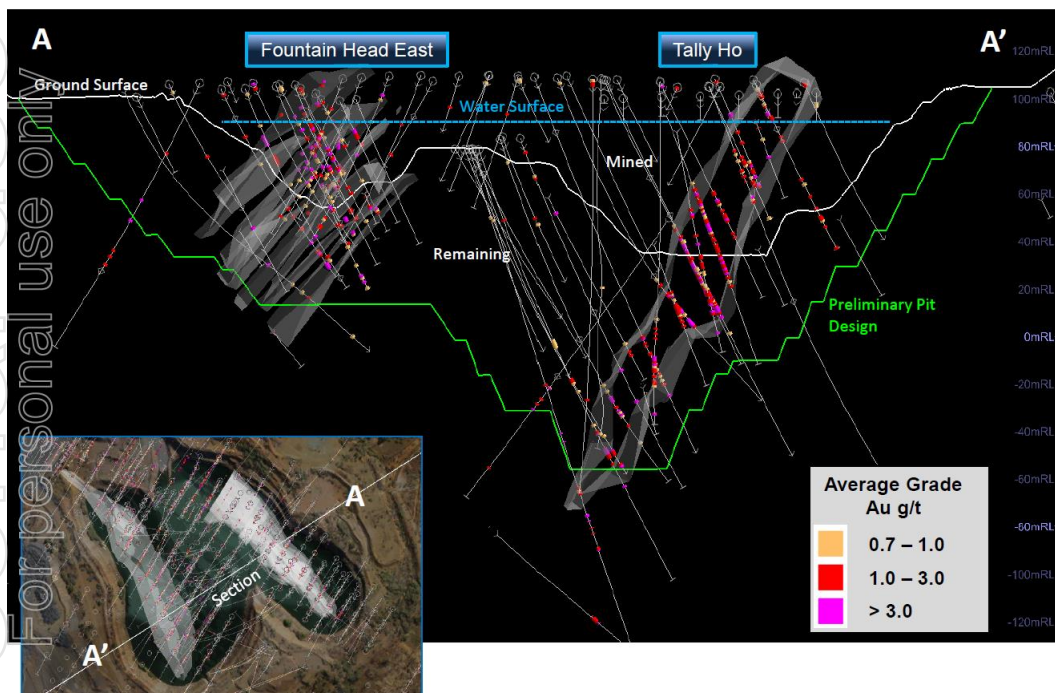 For personal use only
A
Fountain Head East
Tally Ho
A'
120mRL
Ground Surface
100mRL
Water Surface
80mRL
Mined
60mRL
40mRL
Remaining
20mRL
Preliminary Pit
Design
0mRL
-20mRL
-40mRL
-60mRL
-80mRL
-100mRL
-120mRL
Average Grade
Au g/t
0.7 – 1.0
1.0 – 3.0
> 3.0
A
Section
A'